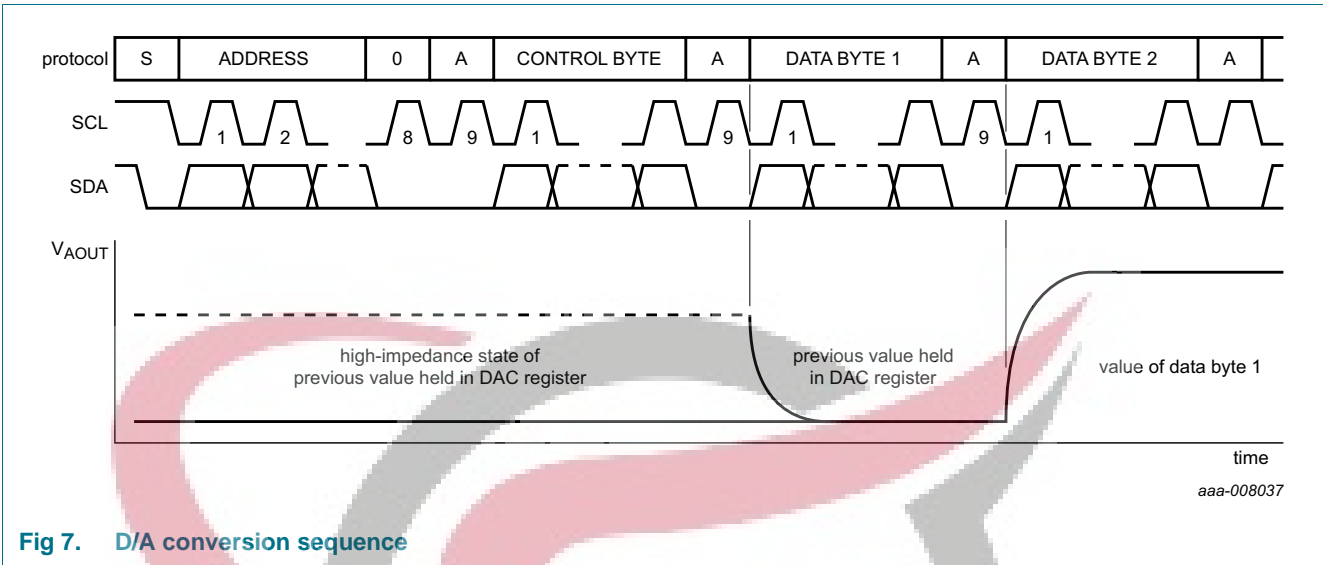 protocol S ADDRESS 0 A CONTROL BYTE A DATA BYTE 1 A DATA BYTE 2 A
SCL 1 2 8 9 1 9 1 9 1
SDA
VAOUT
high-impedance state of
previous value held in DAC register
previous value held
in DAC register
value of data byte 1
time
aaa-008037
Fig 7. D/A conversion sequence